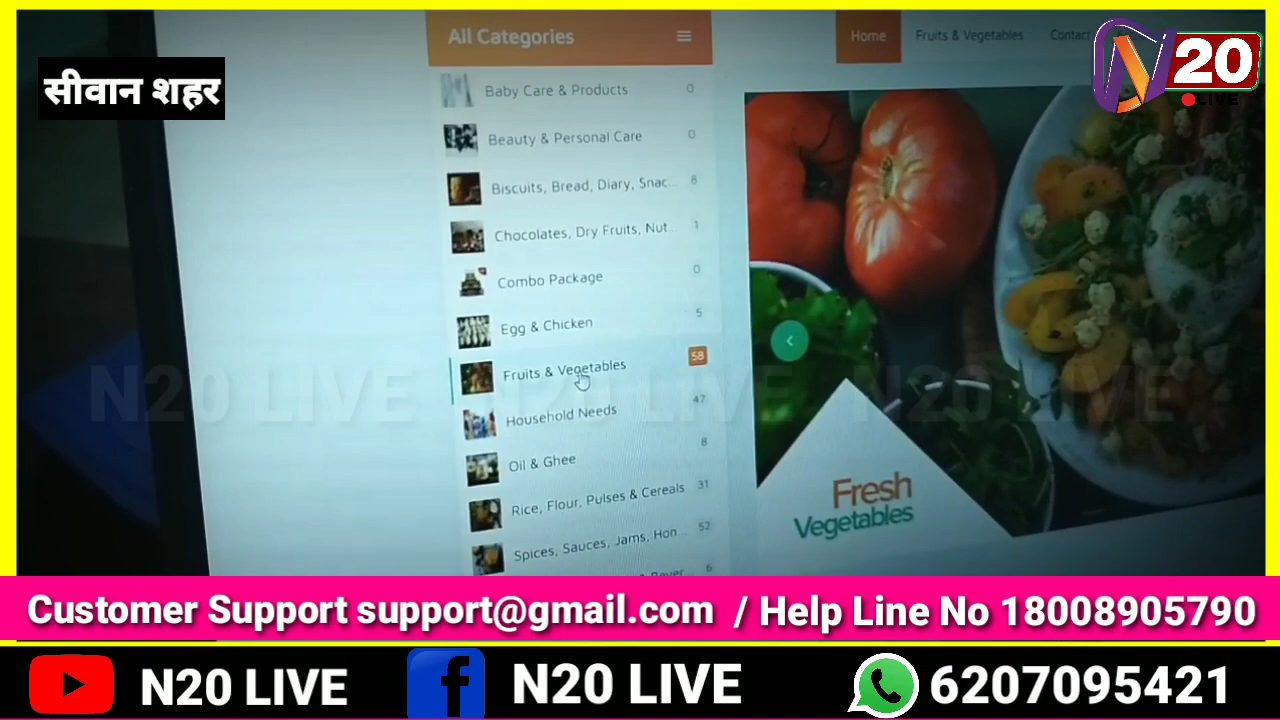 सीवान शहर
N20
LIVE
All Categories
Home
Fruits & Vegetables
Contact
Baby Care & Products 0
Beauty & Personal Care 0
Biscuits, Bread, Diary, Snac... 8
Chocolates, Dry Fruits, Nut... 1
Combo Package 0
Egg & Chicken 5
Fruits & Vegetables 58
Household Needs 47
Oil & Ghee 8
Rice, Flour, Pulses & Cereals 31
Spices, Sauces, Jams, Hon... 52
6
Fresh
Vegetables
N20 LIVE N20 LIVE N20 LIVE
Customer Support support@gmail.com / Help Line No 18008905790
N20 LIVE N20 LIVE 6207095421